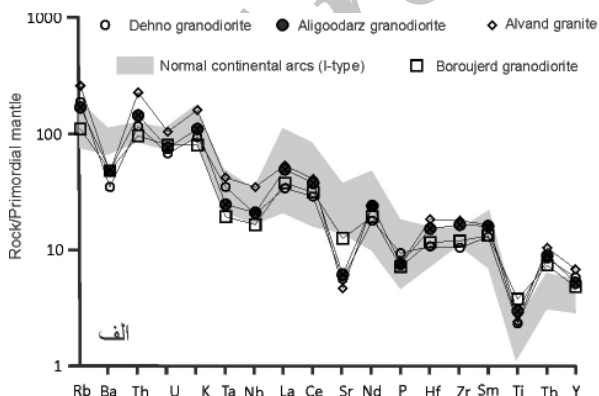 1000
Dehno granodiorite Aligoodarz granodiorite Alvand granite
Normal continental arcs (I-type) Boroujerd granodiorite
100
Rock/Primordial mantle
10
الف
1
Rb Ba Th U K Ta Nb La Ce Sr Nd P Hf Zr Sm Ti Tb Y